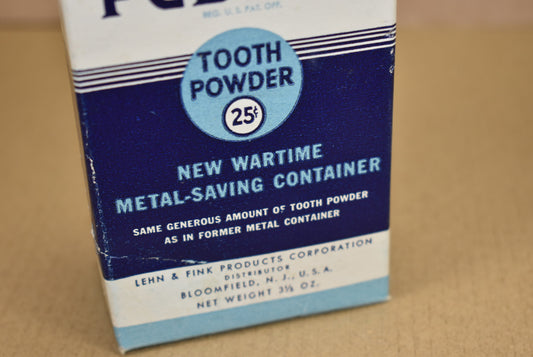 REG. U. S. PAT. OFF.
TOOTH
POWDER
25¢
NEW WARTIME
METAL-SAVING CONTAINER
SAME GENEROUS AMOUNT OF TOOTH POWDER
AS IN FORMER METAL CONTAINER
LEHN & FINK PRODUCTS CORPORATION
DISTRIBUTOR
BLOOMFIELD, N. J., U. S. A.
NET WEIGHT 3½ OZ.